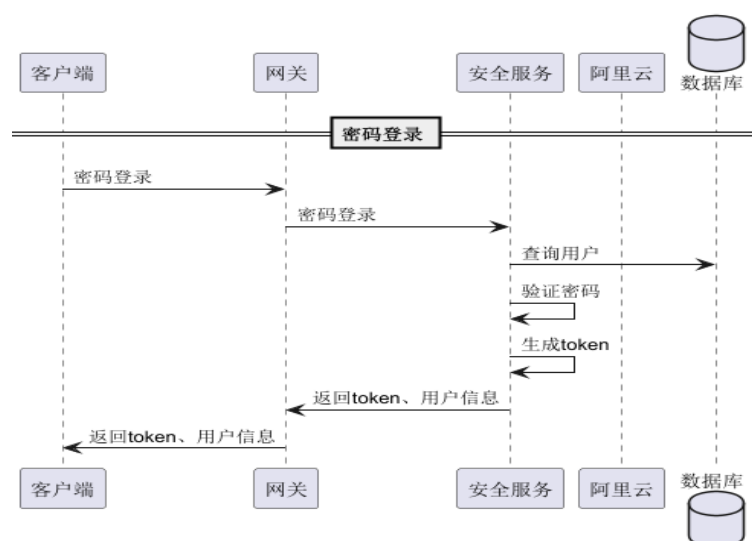 客户端
网关
安全服务
阿里云
数据库
密码登录
密码登录
密码登录
查询用户
验证密码
生成token
返回token、用户信息
返回token、用户信息
客户端
网关
安全服务
阿里云
数据库